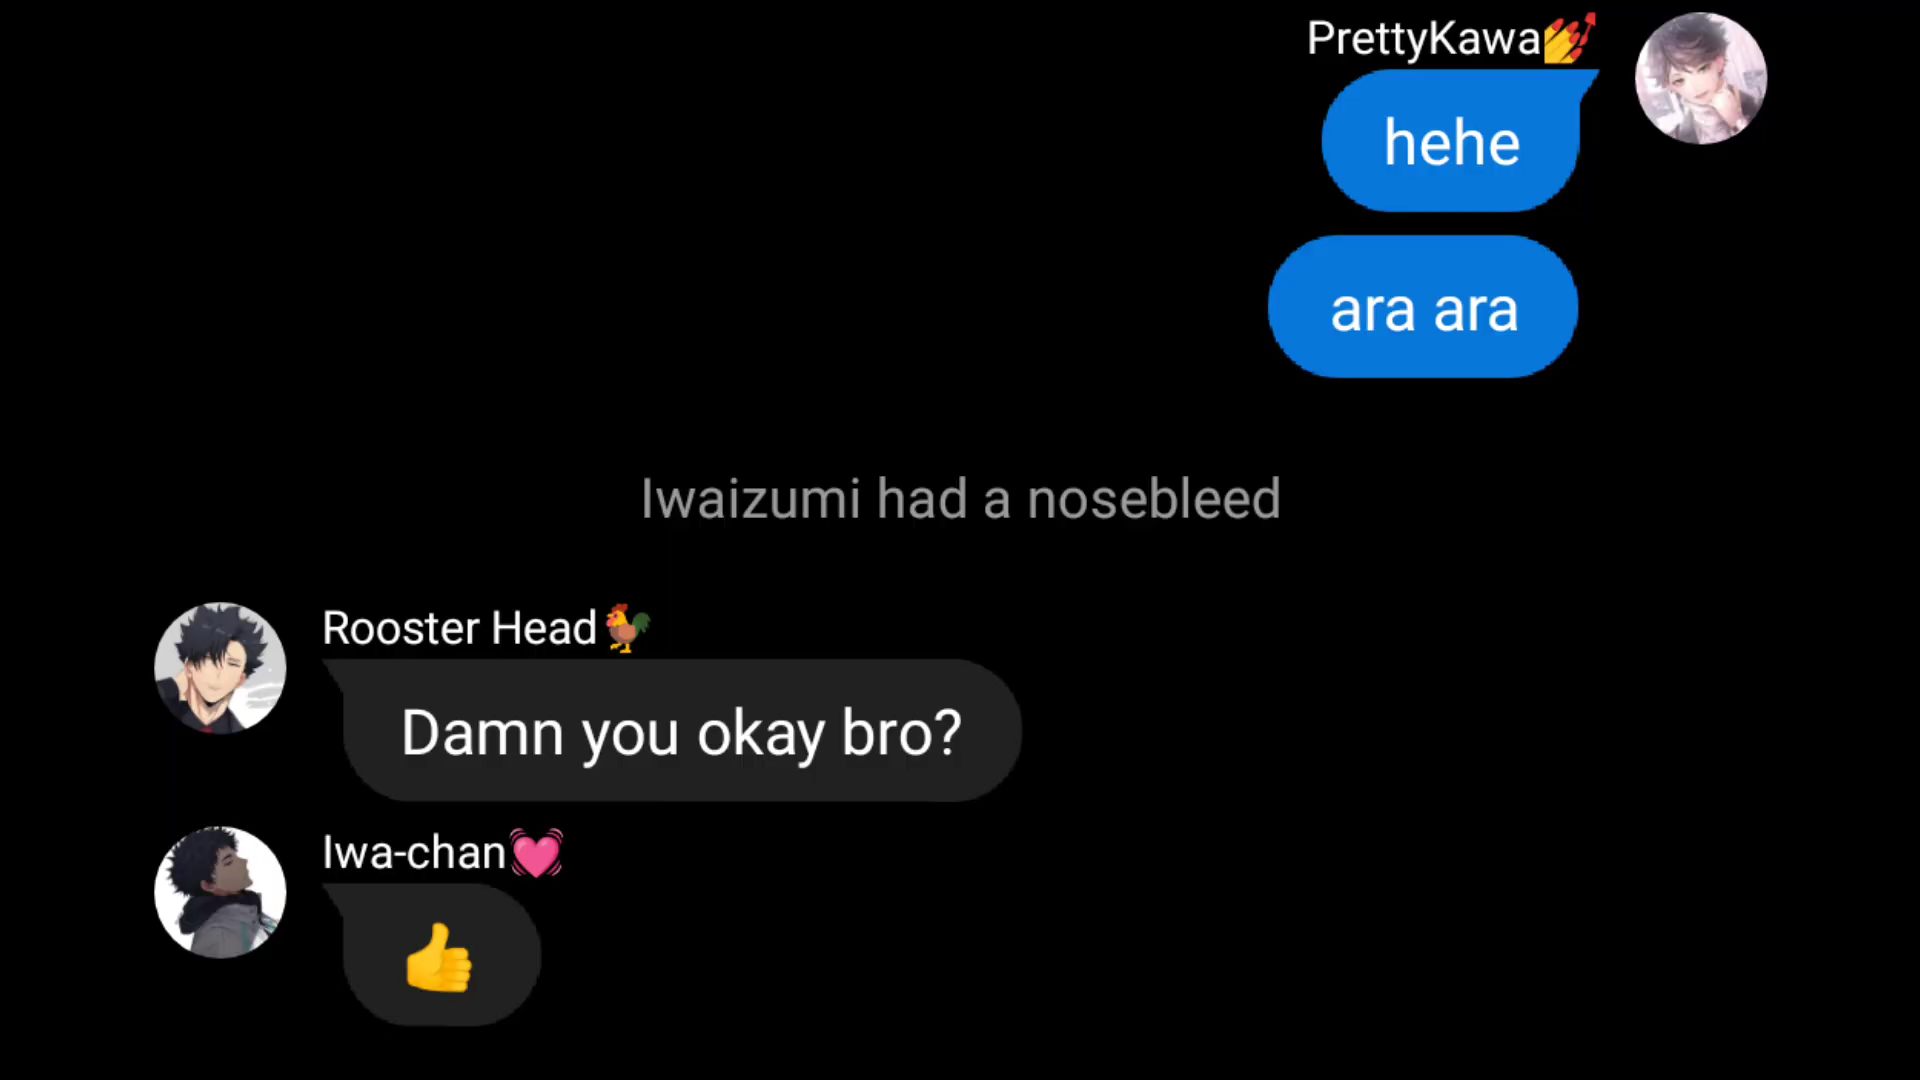 PrettyKawa💅
hehe
ara ara
Iwaizumi had a nosebleed
Rooster Head🐓
Damn you okay bro?
Iwa-chan💓
👍